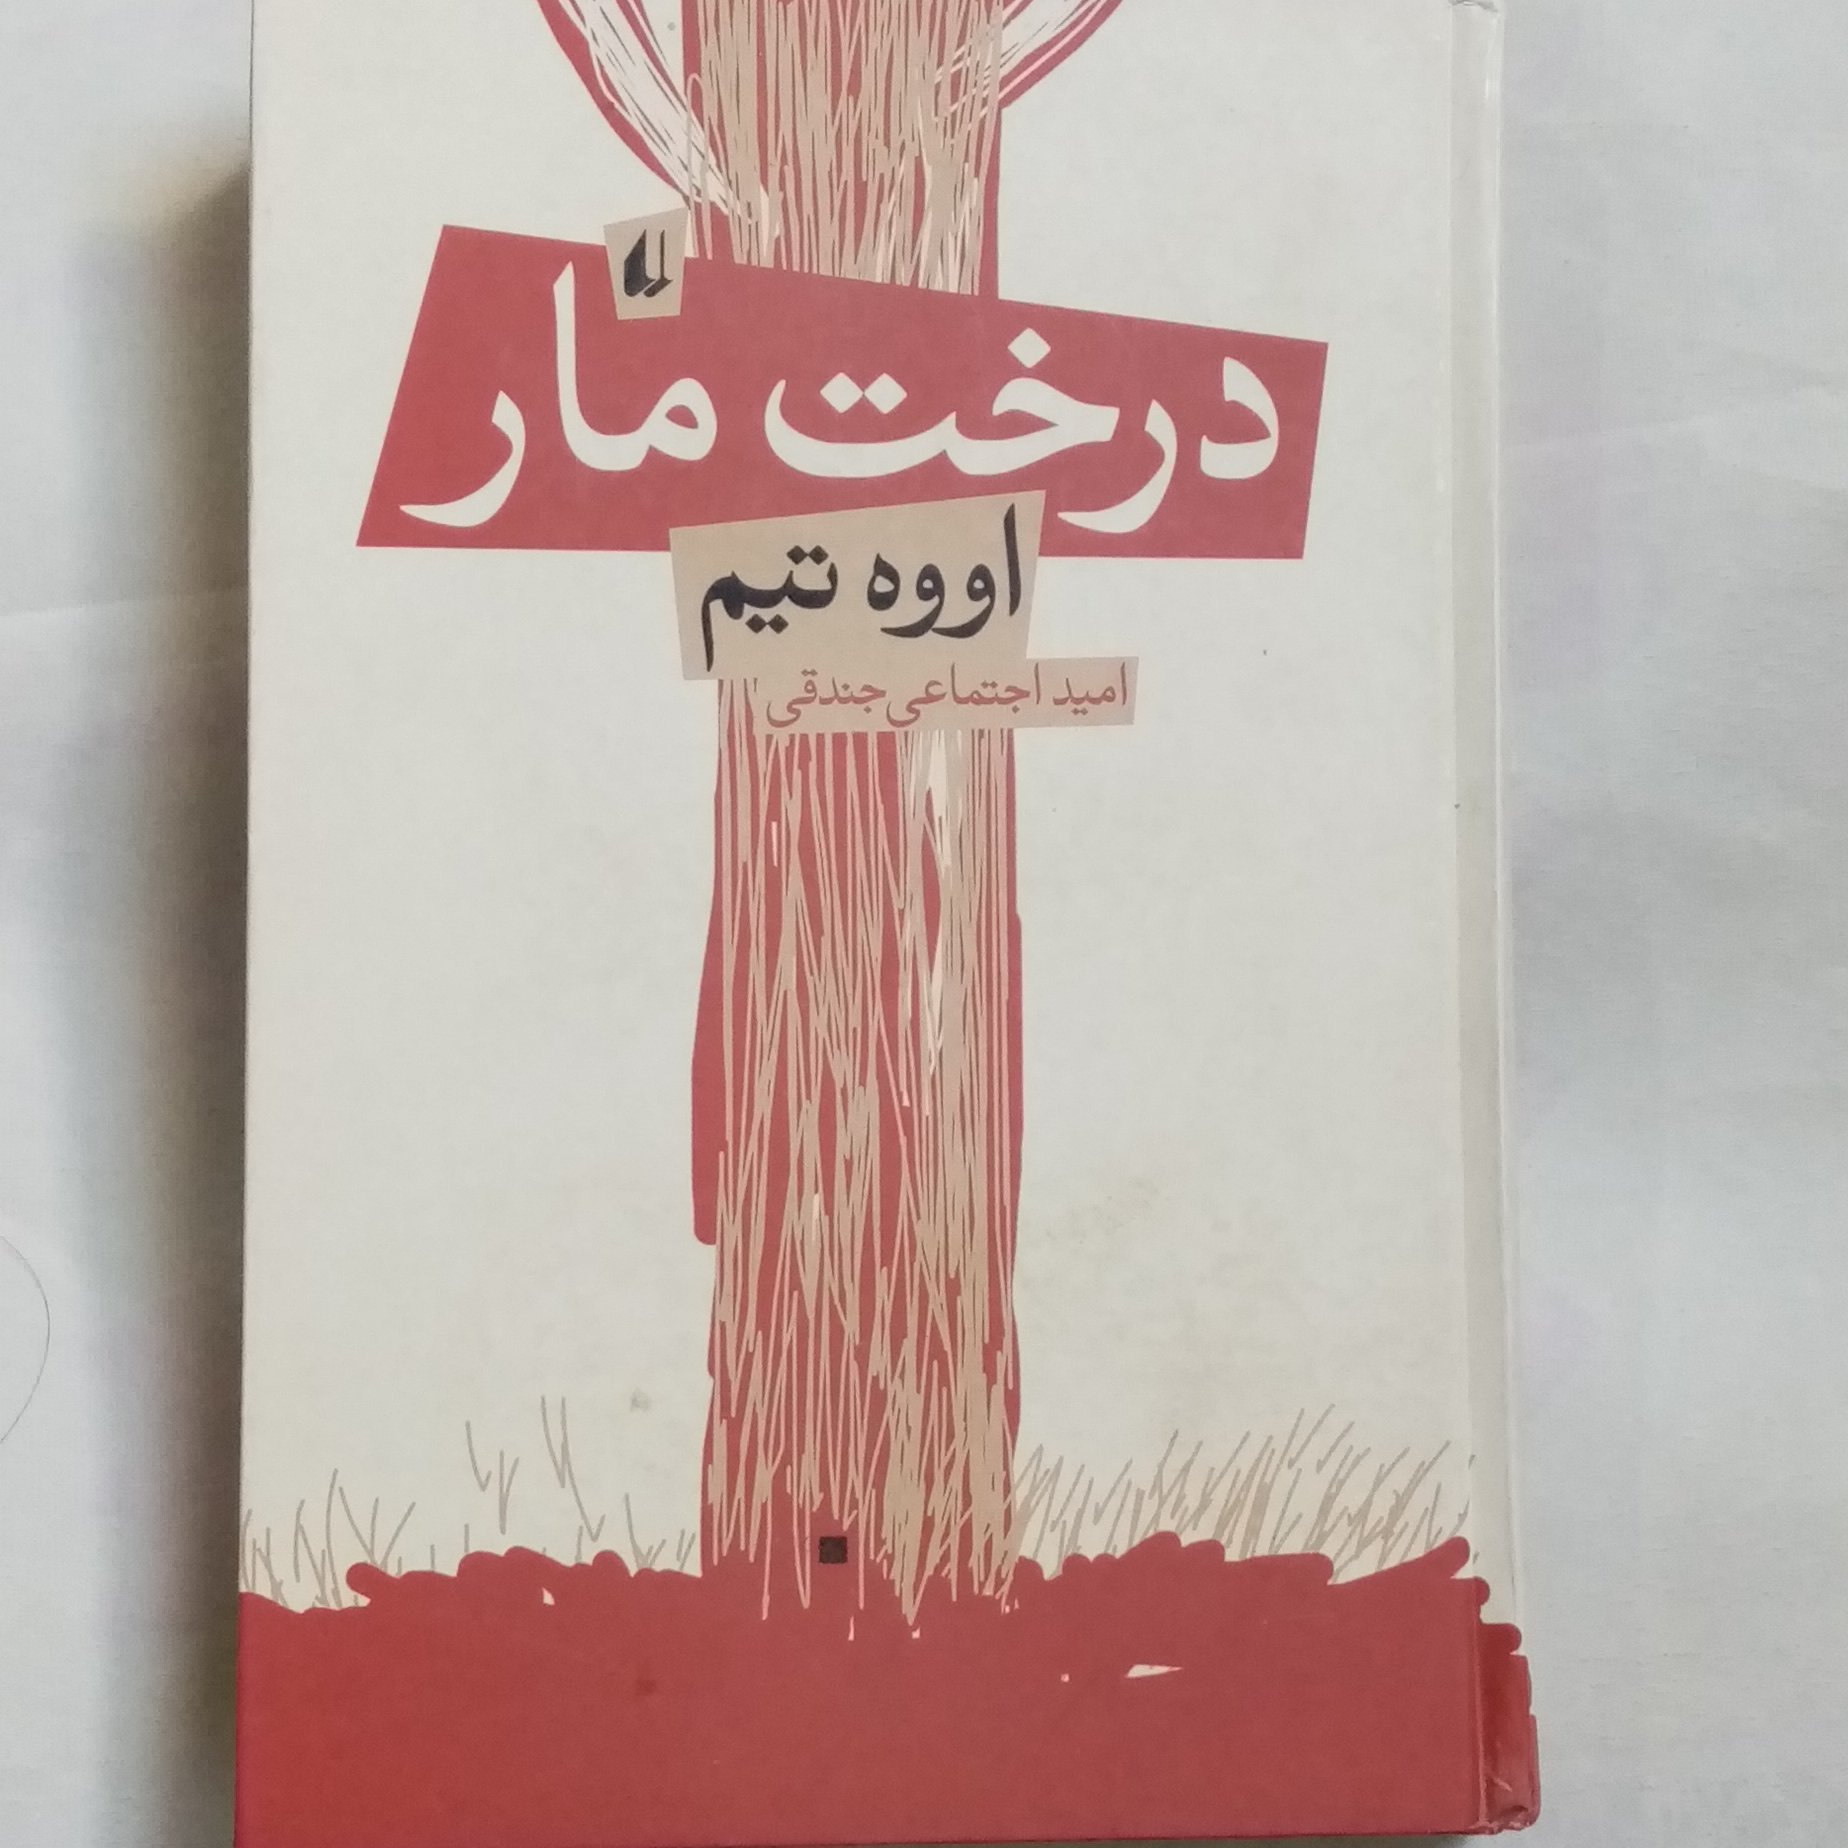 درخت مار
اووه تیم
امید اجتماعی جندقی